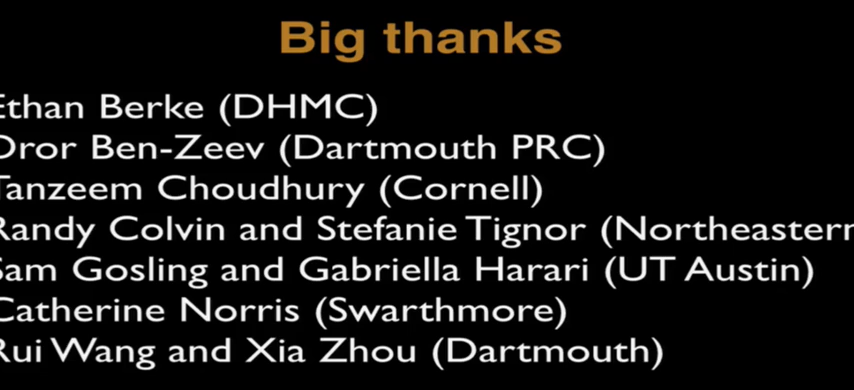 Big thanks
Ethan Berke (DHMC)
Dror Ben-Zeev (Dartmouth PRC)
Tanzeem Choudhury (Cornell)
Randy Colvin and Stefanie Tignor (Northeastern
Sam Gosling and Gabriella Harari (UT Austin)
Catherine Norris (Swarthmore)
Rui Wang and Xia Zhou (Dartmouth)